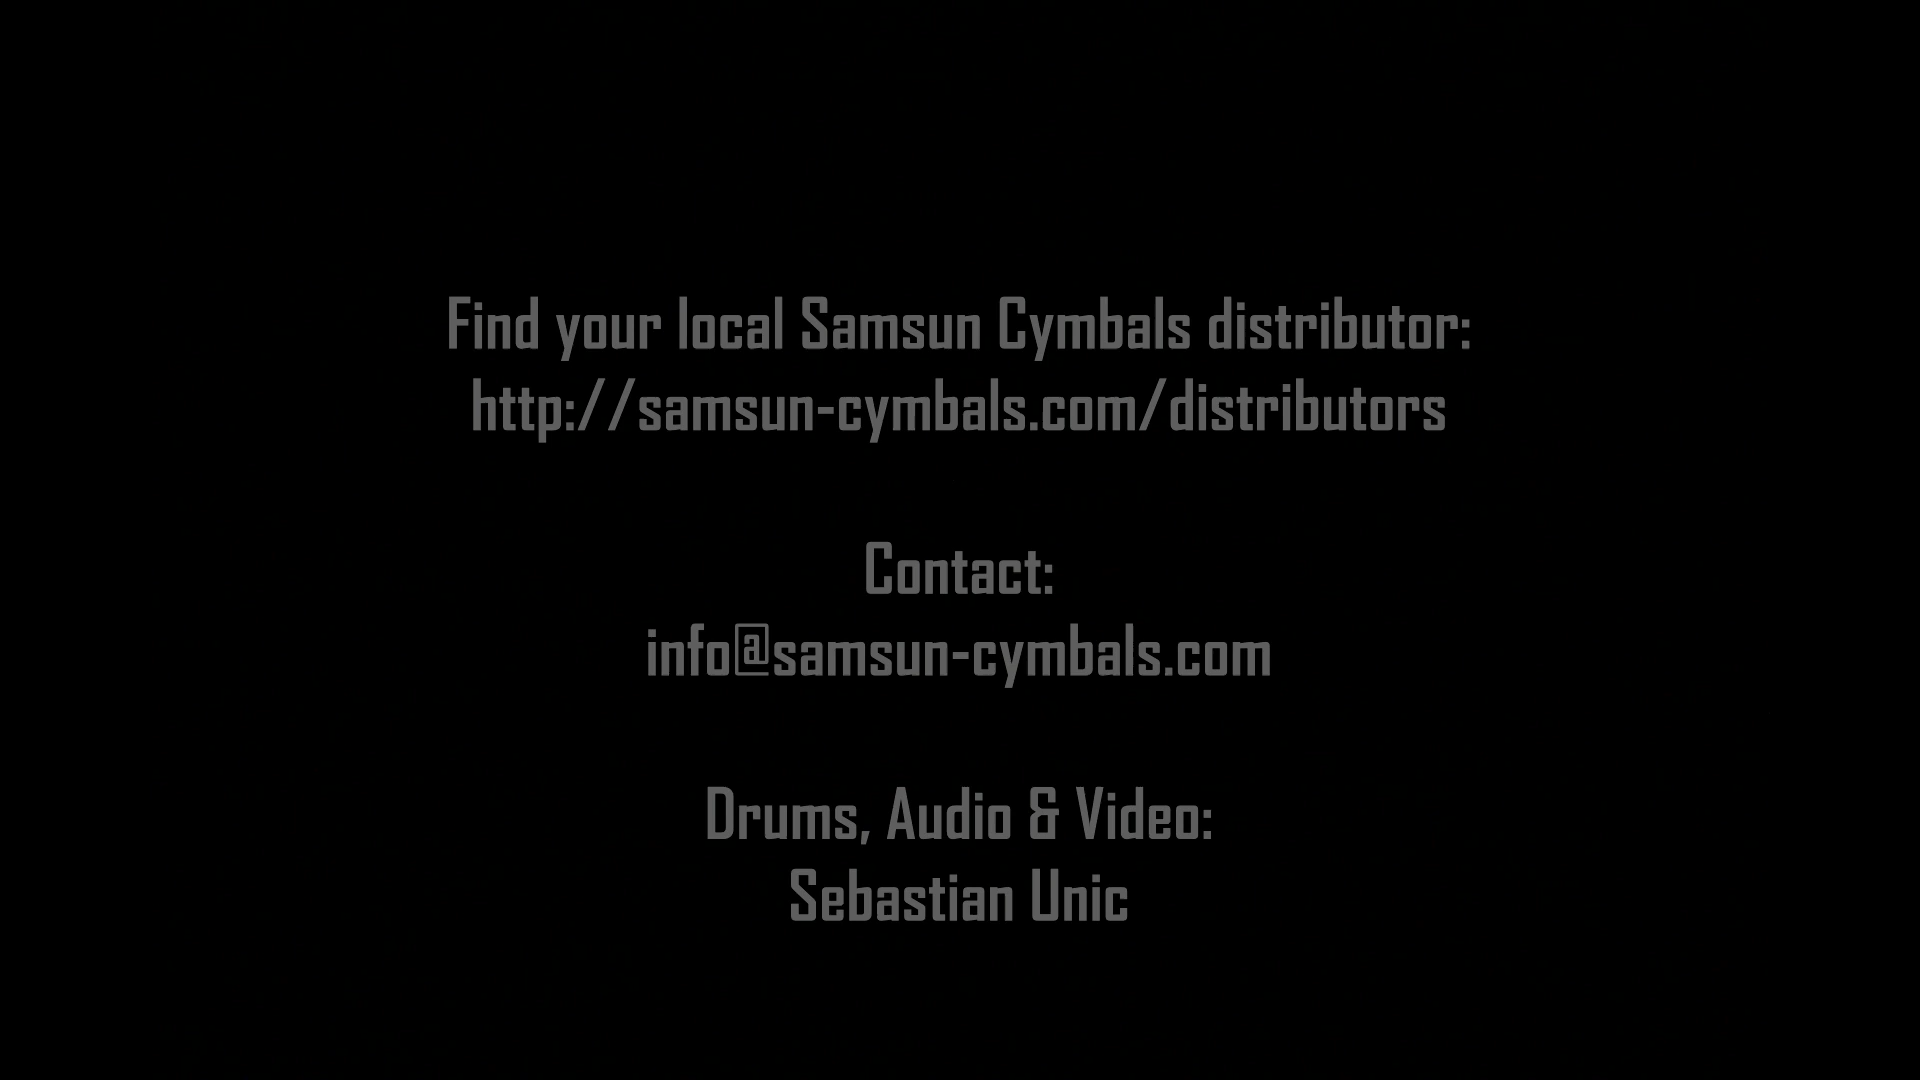 Find your local Samsun Cymbals distributor:
http://samsun-cymbals.com/distributors
Contact:
info@samsun-cymbals.com
Drums, Audio & Video:
Sebastian Unic